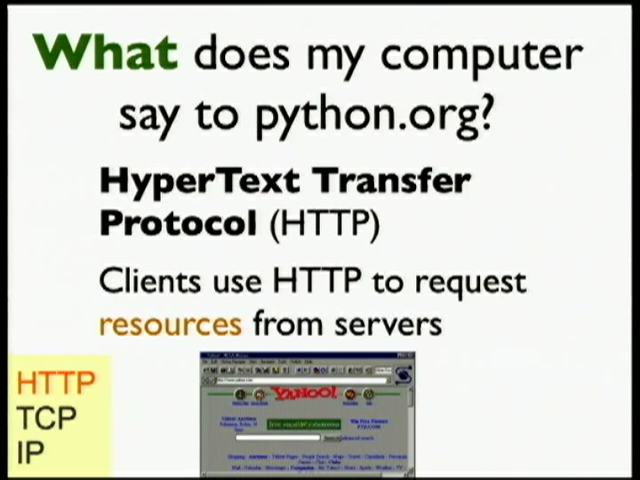 What does my computer
say to python.org?
HyperText Transfer
Protocol (HTTP)
Clients use HTTP to request
resources from servers
HTTP
TCP
IP
YAHOO!